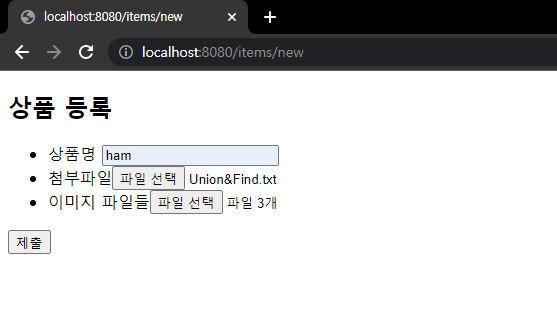 localhost:8080/items/new
localhost:8080/items/new
상품 등록
상품명 ham
첨부파일 파일 선택 Union&Find.txt
이미지 파일들 파일 선택 파일 3개
제출